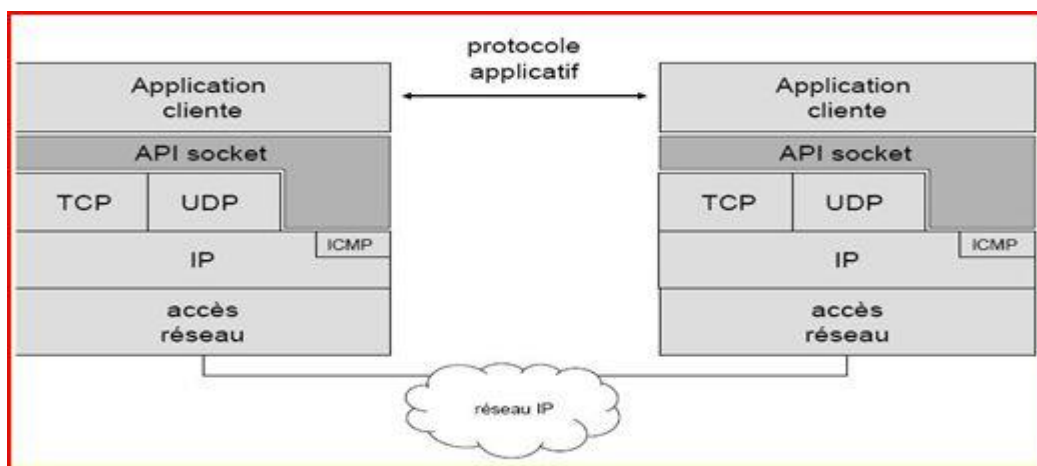 protocole
applicatif
Application
cliente
API socket
TCP
UDP
IP
ICMP
accès
réseau
Application
cliente
API socket
TCP
UDP
IP
ICMP
accès
réseau
réseau IP